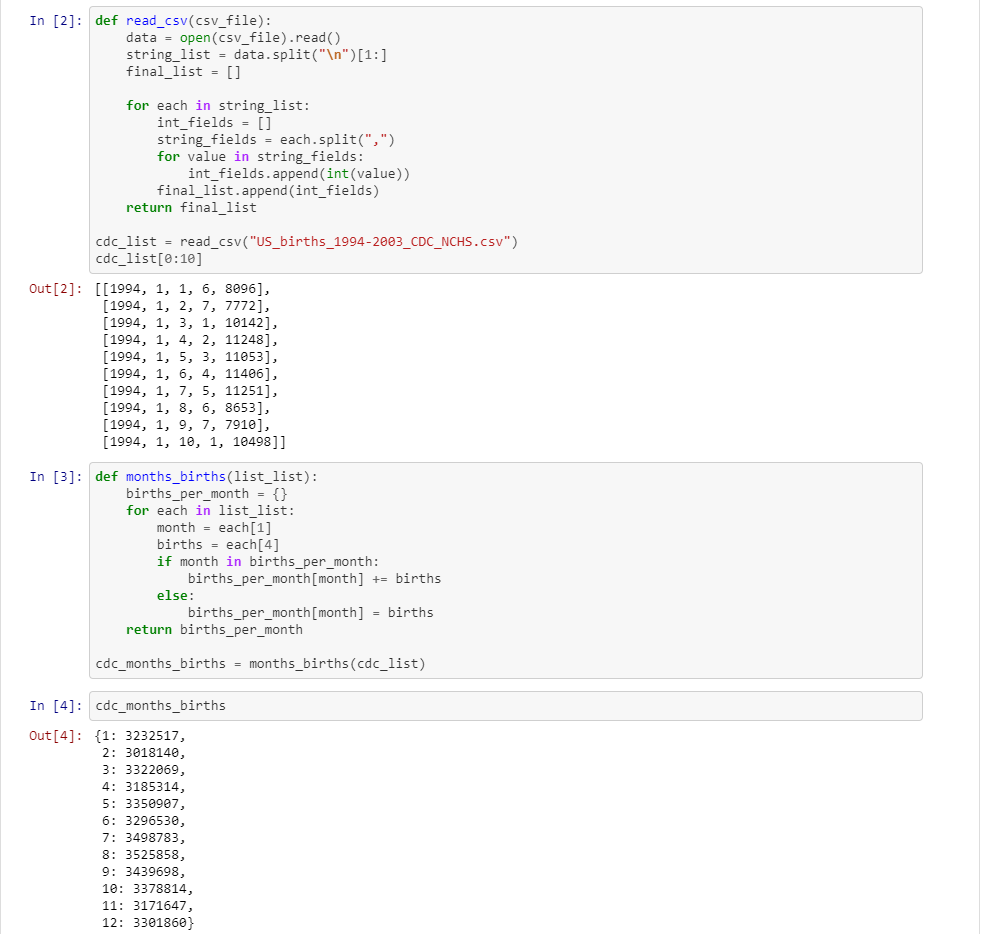 In [2]: def read_csv(csv_file):
    data = open(csv_file).read()
    string_list = data.split("\n")[1:]
    final_list = []

    for each in string_list:
        int_fields = []
        string_fields = each.split(",")
        for value in string_fields:
            int_fields.append(int(value))
        final_list.append(int_fields)
    return final_list

cdc_list = read_csv("US_births_1994-2003_CDC_NCHS.csv")
cdc_list[0:10]
Out[2]: [[1994, 1, 1, 6, 8096],
 [1994, 1, 2, 7, 7772],
 [1994, 1, 3, 1, 10142],
 [1994, 1, 4, 2, 11248],
 [1994, 1, 5, 3, 11053],
 [1994, 1, 6, 4, 11406],
 [1994, 1, 7, 5, 11251],
 [1994, 1, 8, 6, 8653],
 [1994, 1, 9, 7, 7910],
 [1994, 1, 10, 1, 10498]]
In [3]: def months_births(list_list):
    births_per_month = {}
    for each in list_list:
        month = each[1]
        births = each[4]
        if month in births_per_month:
            births_per_month[month] += births
        else:
            births_per_month[month] = births
    return births_per_month

cdc_months_births = months_births(cdc_list)
In [4]: cdc_months_births
Out[4]: {1: 3232517,
 2: 3018140,
 3: 3322069,
 4: 3185314,
 5: 3350907,
 6: 3296530,
 7: 3498783,
 8: 3525858,
 9: 3439698,
 10: 3378814,
 11: 3171647,
 12: 3301860}